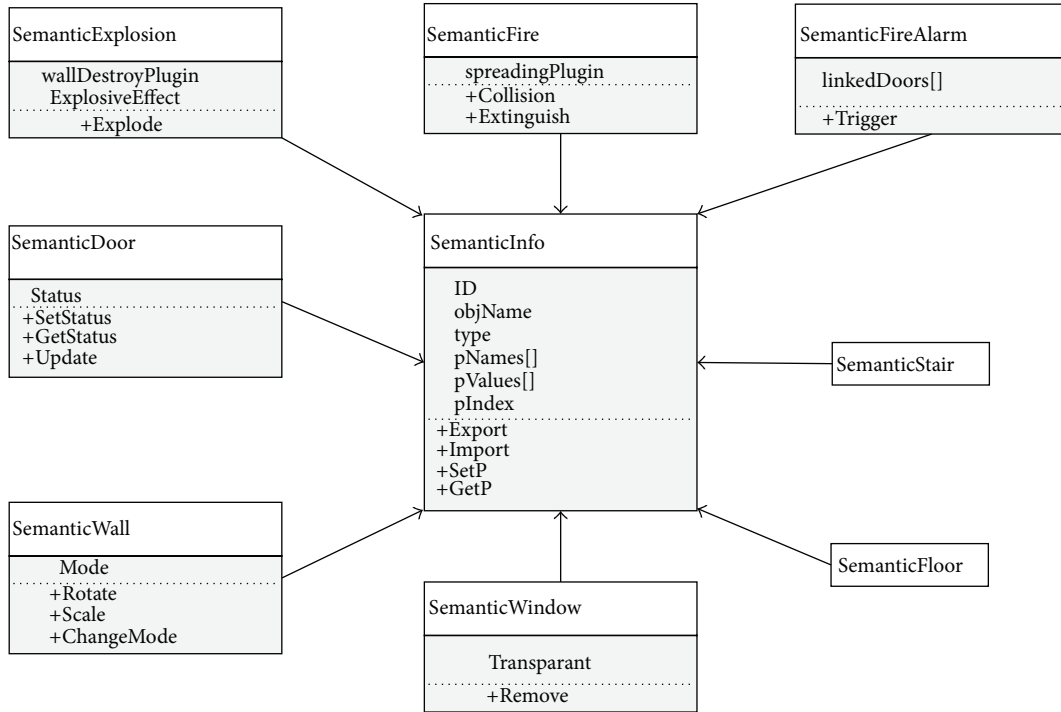 SemanticExplosion
wallDestroyPlugin
ExplosiveEffect
+Explode
SemanticFire
spreadingPlugin
+Collision
+Extinguish
SemanticFireAlarm
linkedDoors[]
+Trigger
SemanticDoor
Status
+SetStatus
+GetStatus
+Update
SemanticInfo
ID
objName
type
pNames[]
pValues[]
pIndex
+Export
+Import
+SetP
+GetP
SemanticStair
SemanticWall
Mode
+Rotate
+Scale
+ChangeMode
SemanticWindow
Transparant
+Remove
SemanticFloor